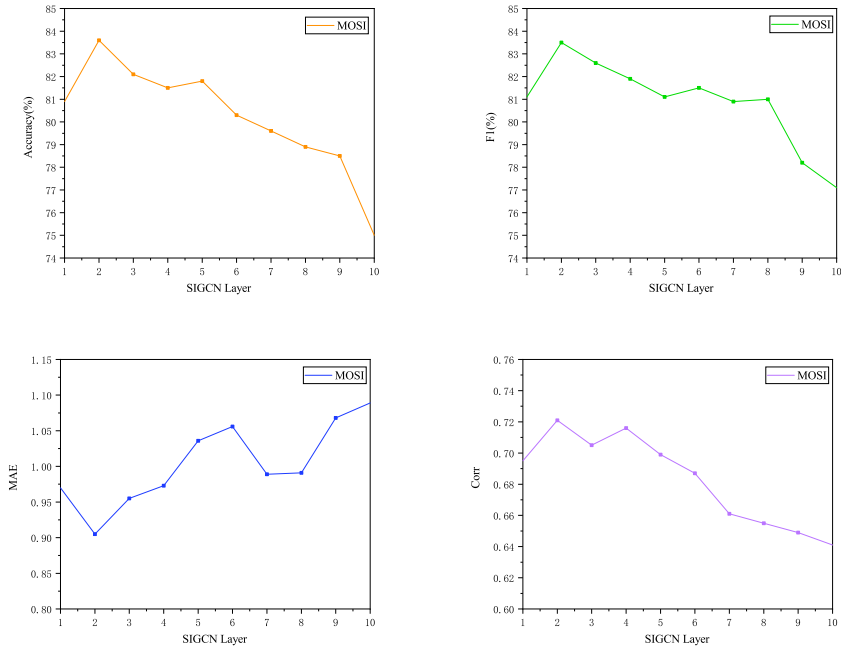 85
84
83
82
81
80
79
78
77
76
75
74
Accuracy(%)
MOSI
1 2 3 4 5 6 7 8 9 10
SIGCN Layer
85
84
83
82
81
80
79
78
77
76
75
74
F1(%)
MOSI
1 2 3 4 5 6 7 8 9 10
SIGCN Layer
1.15
1.10
1.05
1.00
0.95
0.90
0.85
0.80
MAE
MOSI
1 2 3 4 5 6 7 8 9 10
SIGCN Layer
0.76
0.74
0.72
0.70
0.68
0.66
0.64
0.62
0.60
Corr
MOSI
1 2 3 4 5 6 7 8 9 10
SIGCN Layer